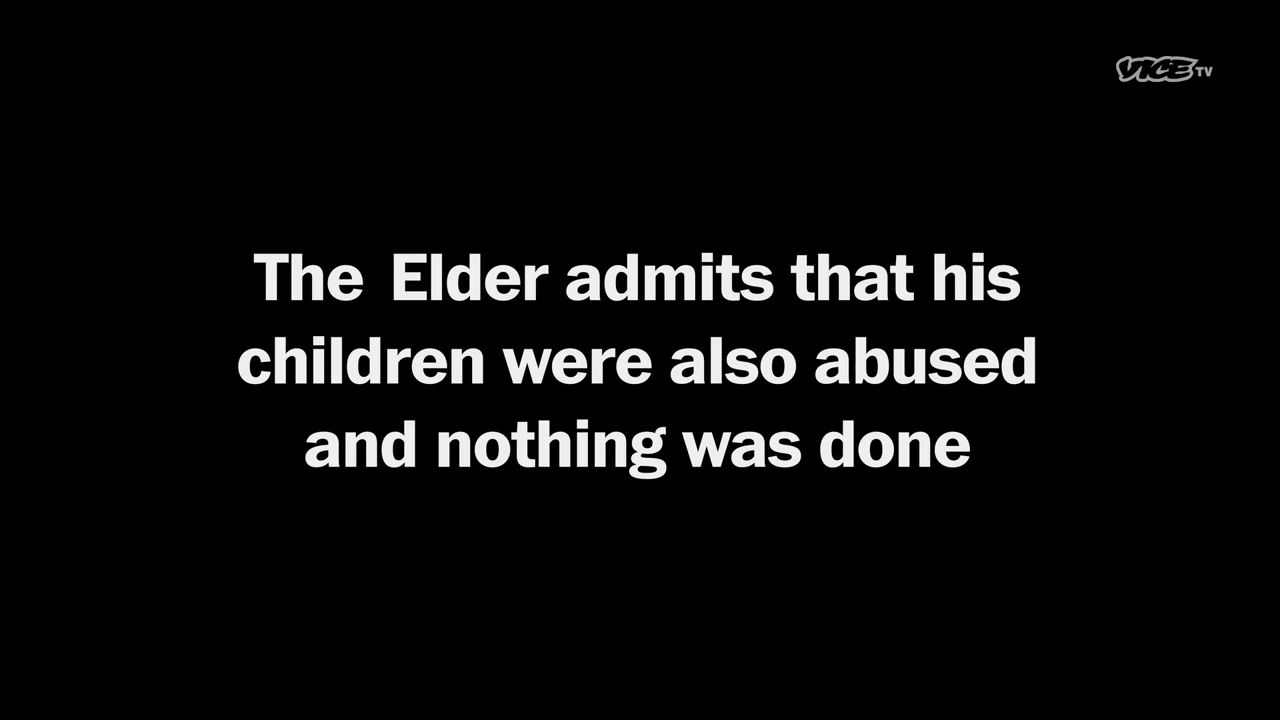 VICE TV
The Elder admits that his
children were also abused
and nothing was done